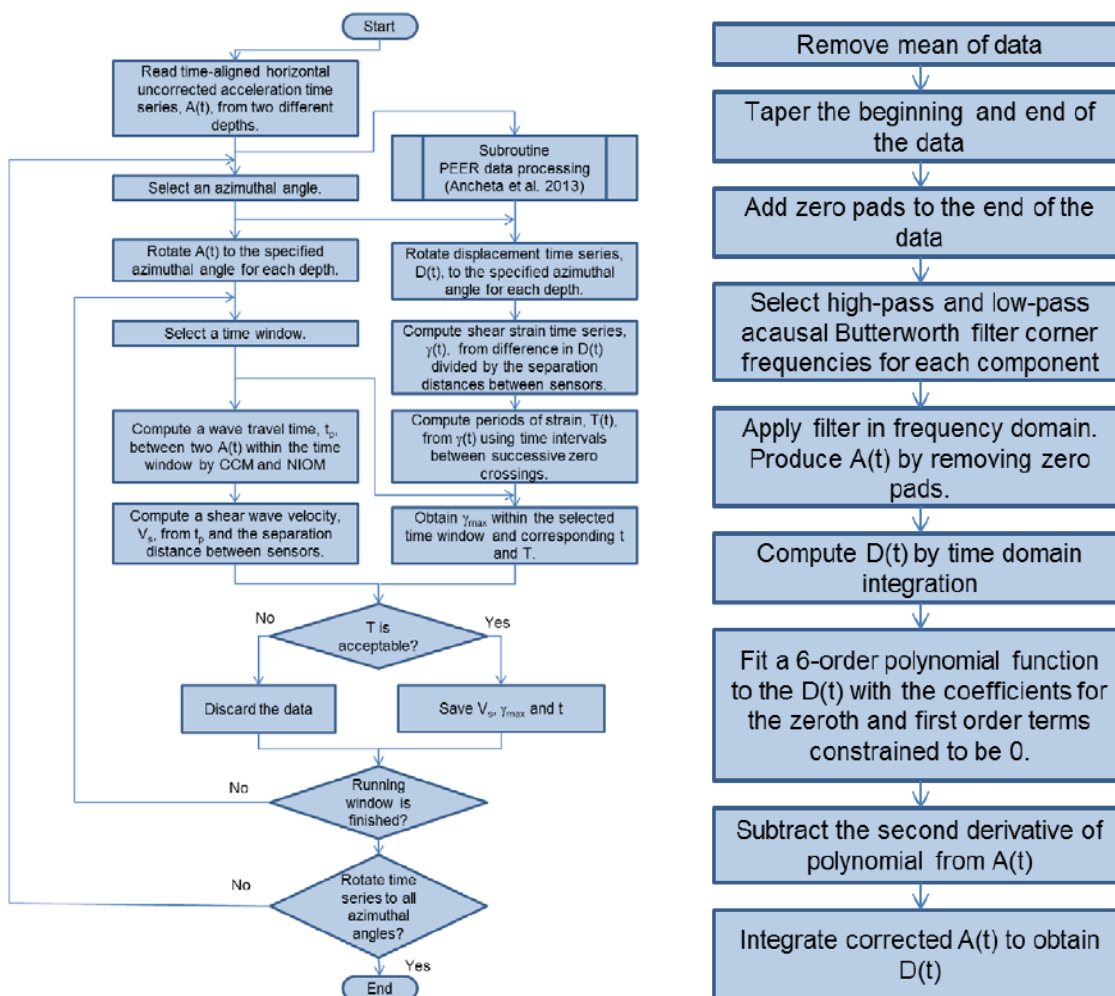 Start
Read time-aligned horizontal
uncorrected acceleration time
series, A(t), from two different
depths.
Subroutine
PEER data processing
(Ancheta et al. 2013)
Select an azimuthal angle.
Rotate A(t) to the specified
azimuthal angle for each depth.
Rotate displacement time series,
D(t), to the specified azimuthal
angle for each depth.
Select a time window.
Compute shear strain time series,
γ(t), from difference in D(t)
divided by the separation
distances between sensors.
Compute a wave travel time, tp,
between two A(t) within the time
window by CCM and NIOM
Compute periods of strain, T(t),
from γ(t) using time intervals
between successive zero
crossings.
Compute a shear wave velocity,
Vs, from tp and the separation
distance between sensors.
Obtain γmax within the selected
time window and corresponding t
and T.
No
T is
acceptable?
Yes
Discard the data
Save Vs, γmax and t
No
Running
window is
finished?
No
Rotate time
series to all
azimuthal
angles?
Yes
End
Remove mean of data
Taper the beginning and end of
the data
Add zero pads to the end of the
data
Select high-pass and low-pass
acausal Butterworth filter corner
frequencies for each component
Apply filter in frequency domain.
Produce A(t) by removing zero
pads.
Compute D(t) by time domain
integration
Fit a 6-order polynomial function
to the D(t) with the coefficients for
the zeroth and first order terms
constrained to be 0.
Subtract the second derivative of
polynomial from A(t)
Integrate corrected A(t) to obtain
D(t)